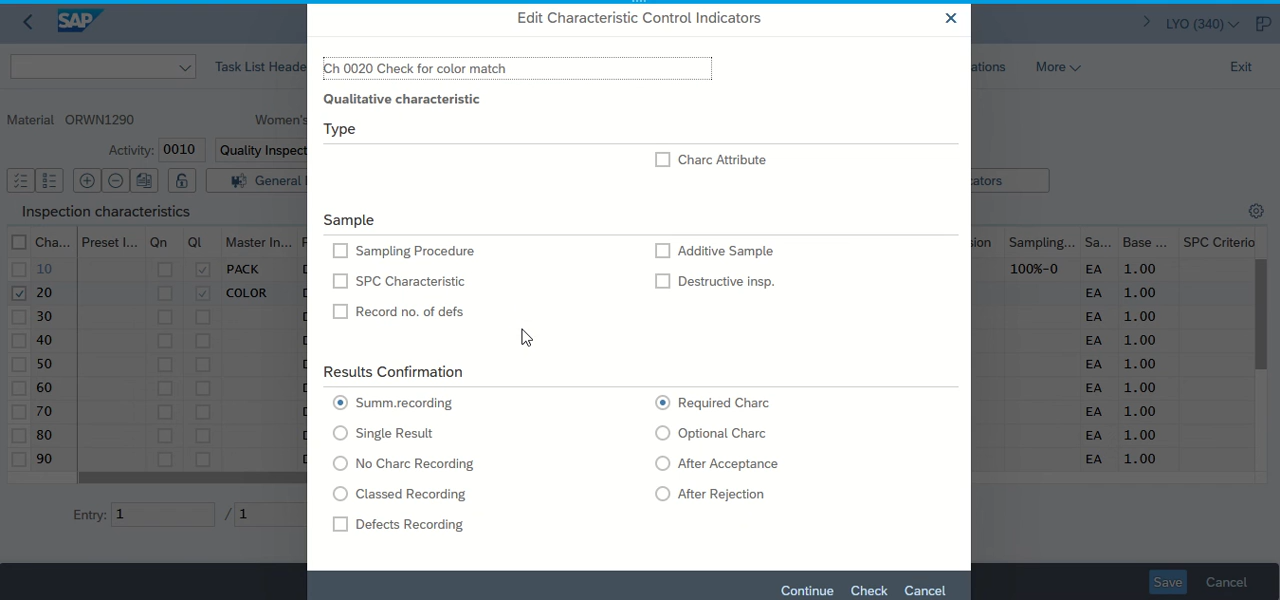 Edit Characteristic Control Indicators
SAP
LYO (340)
Task List Heade
ations
More
Exit
Ch 0020 Check for color match
Qualitative characteristic
Material ORWN1290 Women's
Type
Activity: 0010 Quality Inspect
Charc Attribute
General I
ators
Inspection characteristics
Sample
Cha... Preset I... Qn Ql Master In...
sion Sampling... Sa... Base ... SPC Criterio
Sampling Procedure
Additive Sample
10 PACK 100%-0 EA 1.00
SPC Characteristic
Destructive insp.
20 COLOR EA 1.00
Record no. of defs
30 EA 1.00
40 EA 1.00
50 EA 1.00
Results Confirmation
60 EA 1.00
Summ.recording
Required Charc
70 EA 1.00
Single Result
Optional Charc
80 EA 1.00
No Charc Recording
After Acceptance
90 EA 1.00
Classed Recording
After Rejection
Entry: 1 / 1
Defects Recording
Continue Check Cancel
Save Cancel